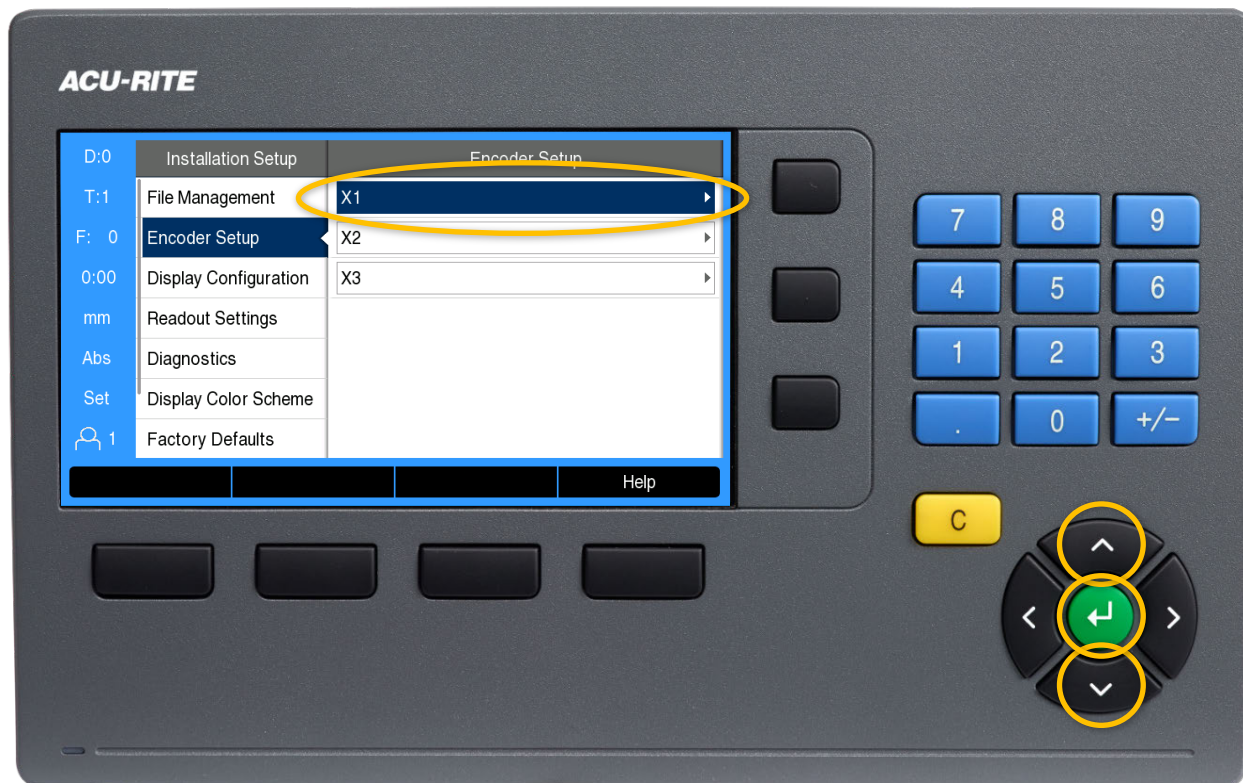 ACU-RITE
D:0
T:1
F: 0
0:00
mm
Abs
Set
1
Installation Setup
File Management
Encoder Setup
Display Configuration
Readout Settings
Diagnostics
Display Color Scheme
Factory Defaults
Encoder Setup
X1
X2
X3
Help
7 8 9
4 5 6
1 2 3
. 0 +/-
C